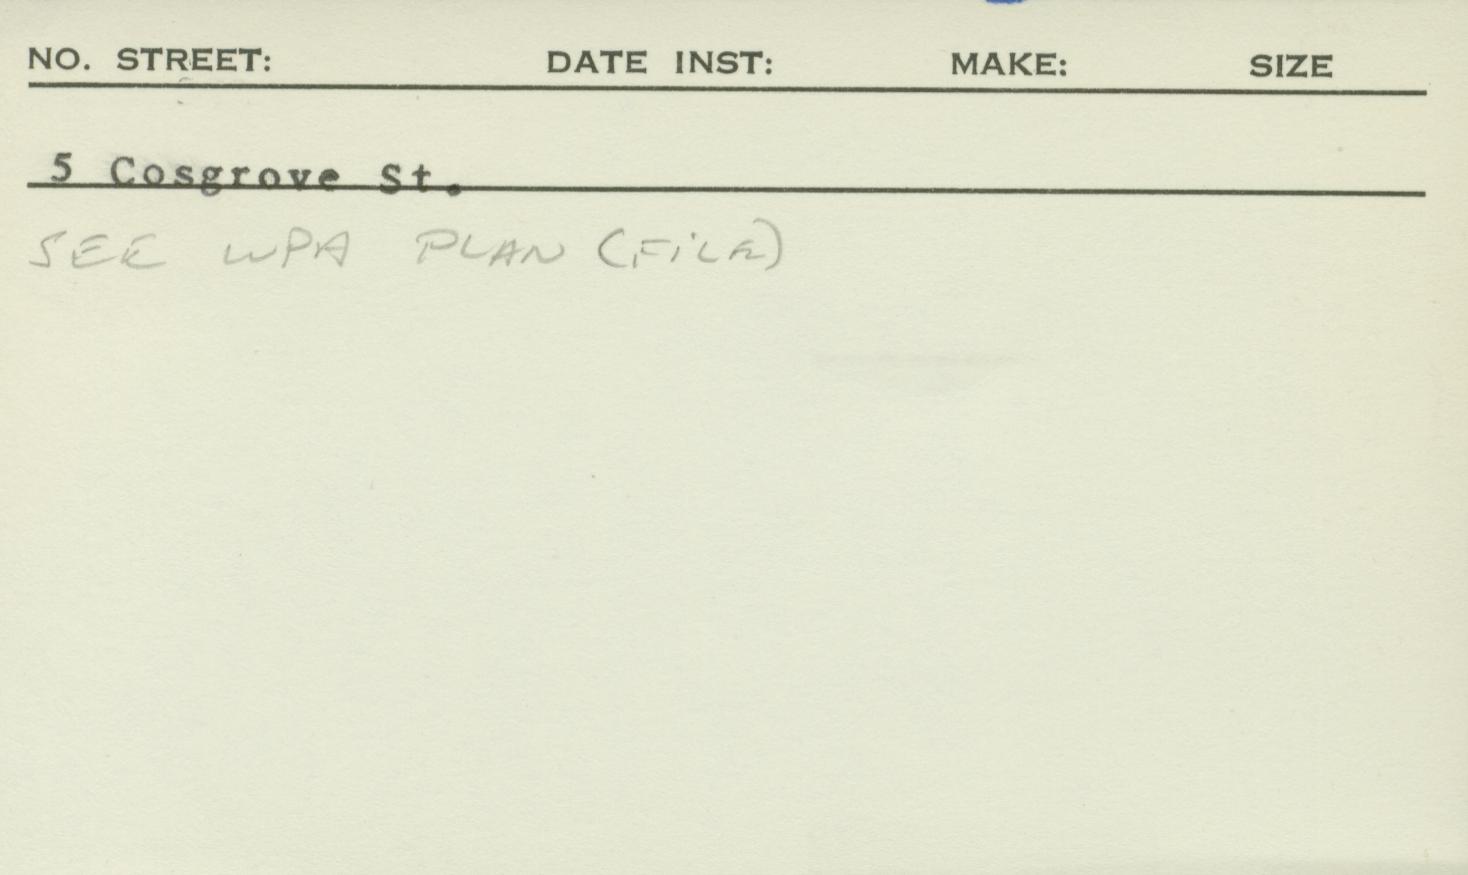 NO. STREET: DATE INST: MAKE: SIZE
5 Cosgrove St.
SEE WPA PLAN (FILE)